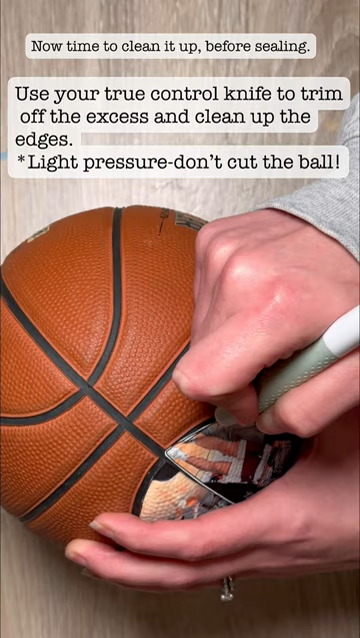 Now time to clean it up, before sealing.
Use your true control knife to trim
off the excess and clean up the
edges.
*Light pressure-don't cut the ball!